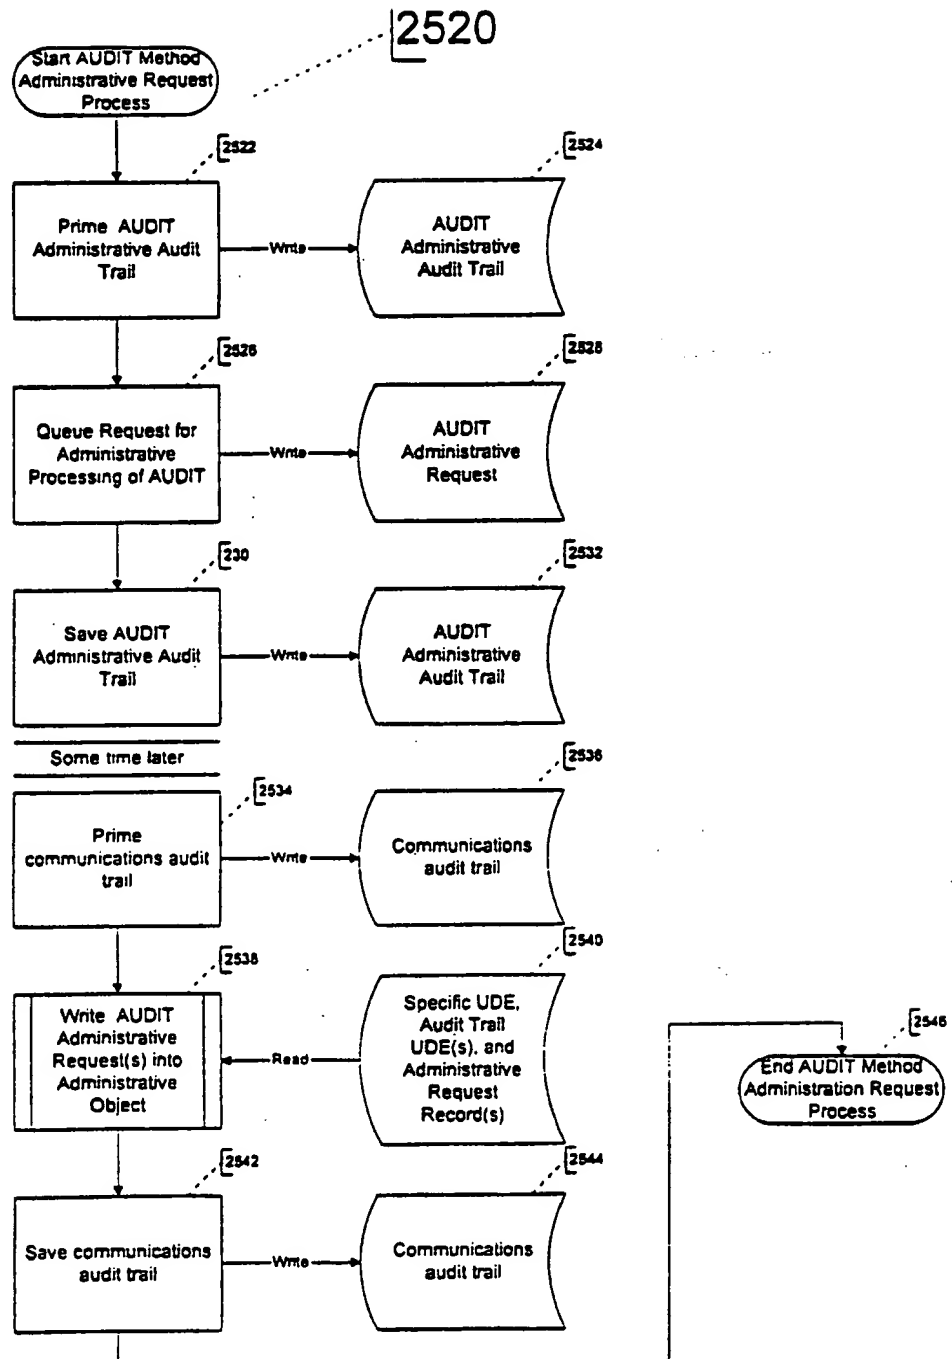 2520
Start AUDIT Method
Administrative Request
Process
2522
Prime AUDIT
Administrative Audit
Trail
Write
2524
AUDIT
Administrative
Audit Trail
2526
Queue Request for
Administrative
Processing of AUDIT
Write
2528
AUDIT
Administrative
Request
230
Save AUDIT
Administrative Audit
Trail
Write
2532
AUDIT
Administrative
Audit Trail
Some time later
2534
Prime
communications audit
trail
Write
2536
Communications
audit trail
2538
Write AUDIT
Administrative
Request(s) into
Administrative
Object
Read
2540
Specific UDE,
Audit Trail
UDE(s), and
Administrative
Request
Record(s)
2542
Save communications
audit trail
Write
2544
Communications
audit trail
2546
End AUDIT Method
Administration Request
Process